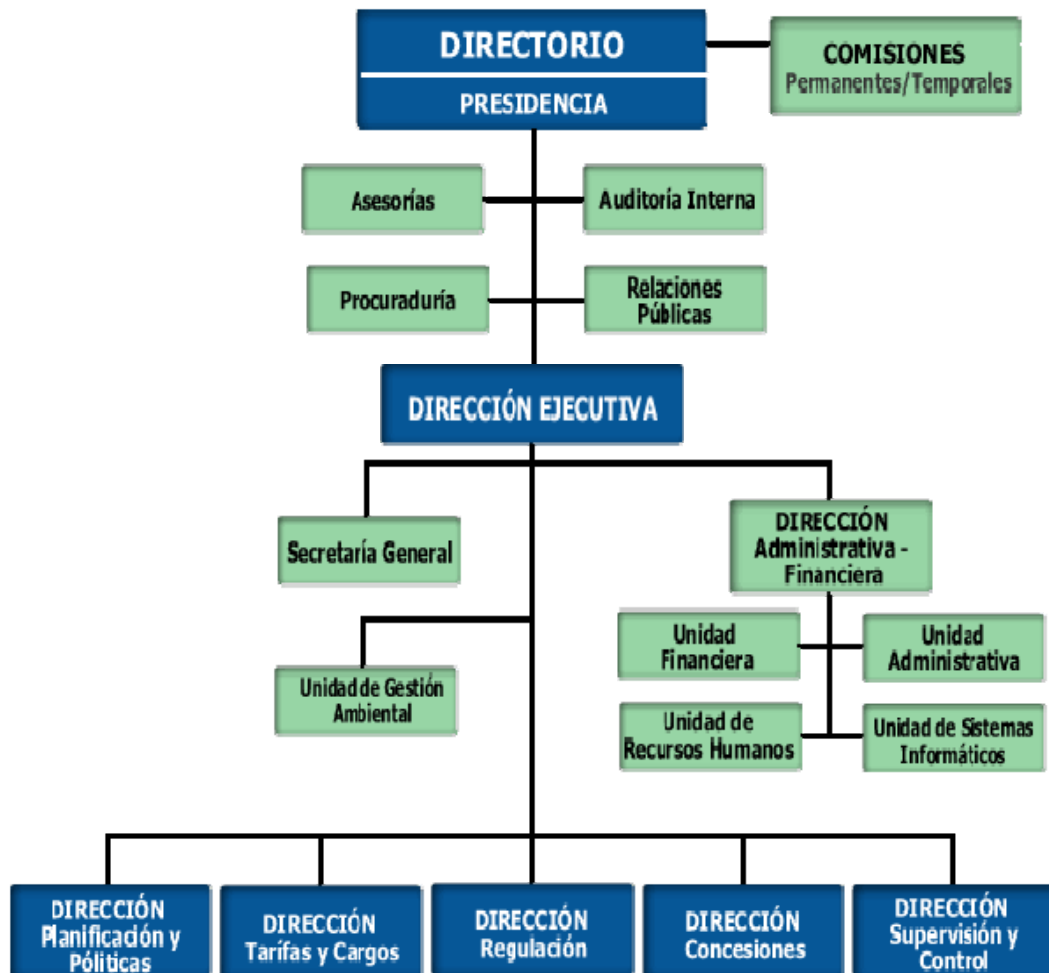 DIRECTORIO
PRESIDENCIA
COMISIONES
Permanentes/Temporales
Asesorías
Auditoría Interna
Procuraduría
Relaciones
Públicas
DIRECCIÓN EJECUTIVA
Secretaría General
DIRECCIÓN
Administrativa -
Financiera
Unidad
Financiera
Unidad
Administrativa
Unidad de Gestión
Ambiental
Unidad de
Recursos Humanos
Unidad de Sistemas
Informáticos
DIRECCIÓN
Planificación y
Póliticas
DIRECCIÓN
Tarifas y Cargos
DIRECCIÓN
Regulación
DIRECCIÓN
Concesiones
DIRECCIÓN
Supervisión y
Control